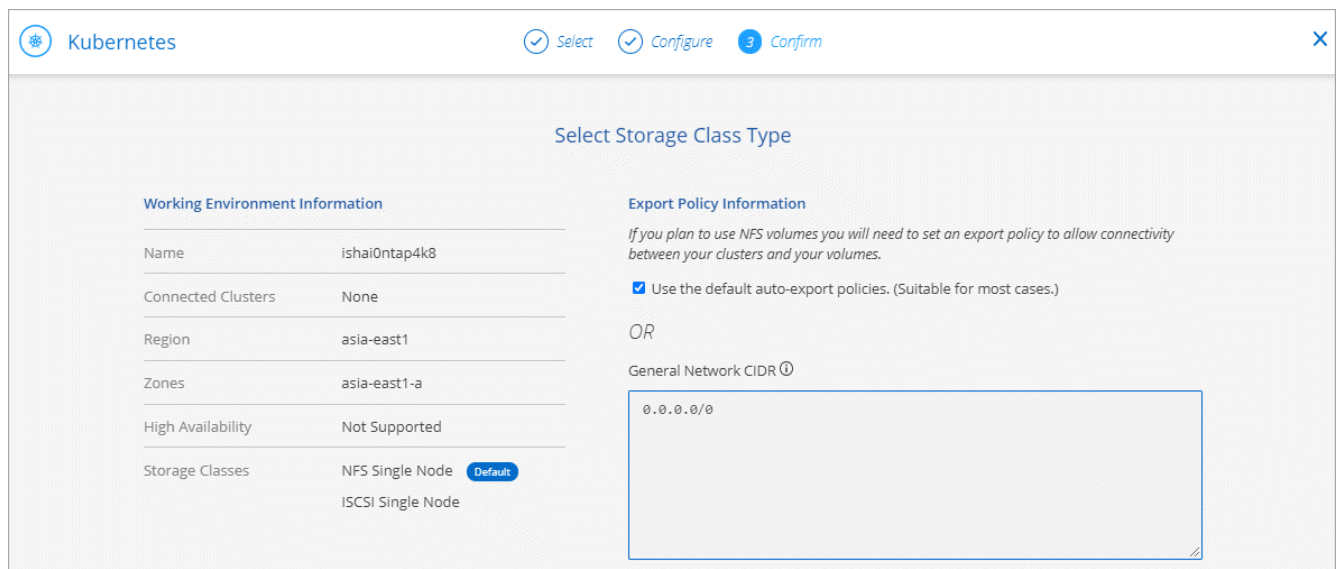 Kubernetes
Select
Configure
3 Confirm
Select Storage Class Type
Working Environment Information
Name ishai0ntap4k8
Connected Clusters None
Region asia-east1
Zones asia-east1-a
High Availability Not Supported
Storage Classes NFS Single Node Default
ISCSI Single Node
Export Policy Information
If you plan to use NFS volumes you will need to set an export policy to allow connectivity
between your clusters and your volumes.
Use the default auto-export policies. (Suitable for most cases.)
OR
General Network CIDR
0.0.0.0/0